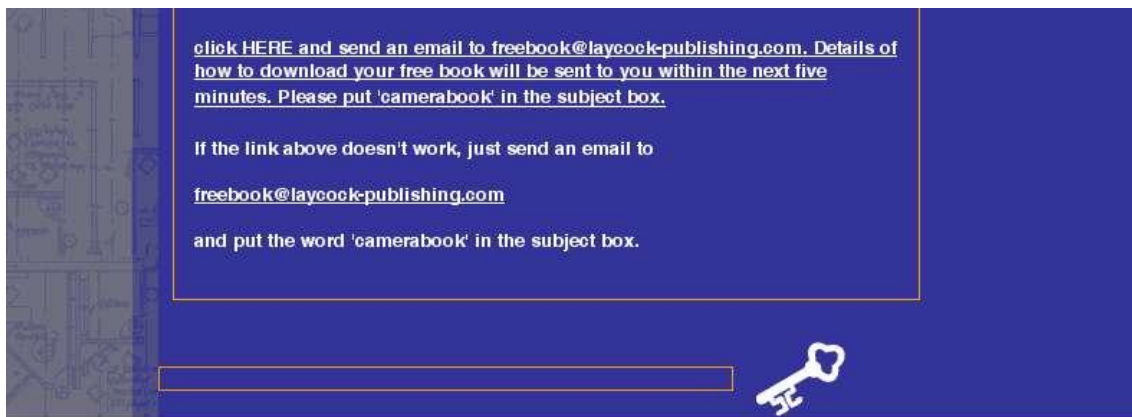 click HERE and send an email to freebook@laycock-publishing.com. Details of
how to download your free book will be sent to you within the next five
minutes. Please put 'camerabook' in the subject box.
If the link above doesn't work, just send an email to
freebook@laycock-publishing.com
and put the word 'camerabook' in the subject box.